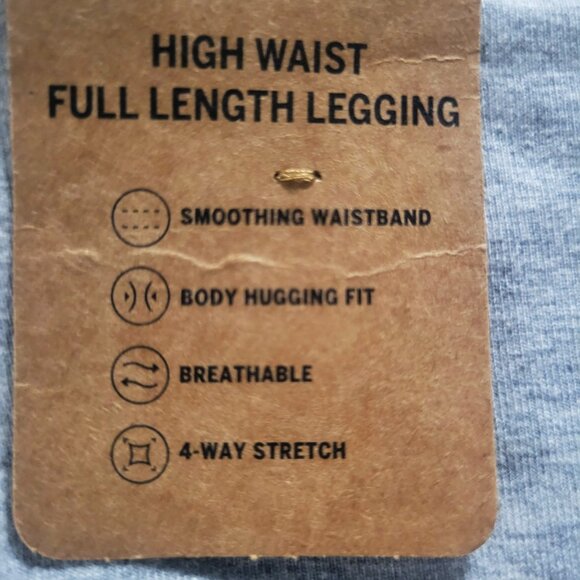 HIGH WAIST
FULL LENGTH LEGGING
SMOOTHING WAISTBAND
BODY HUGGING FIT
BREATHABLE
4-WAY STRETCH